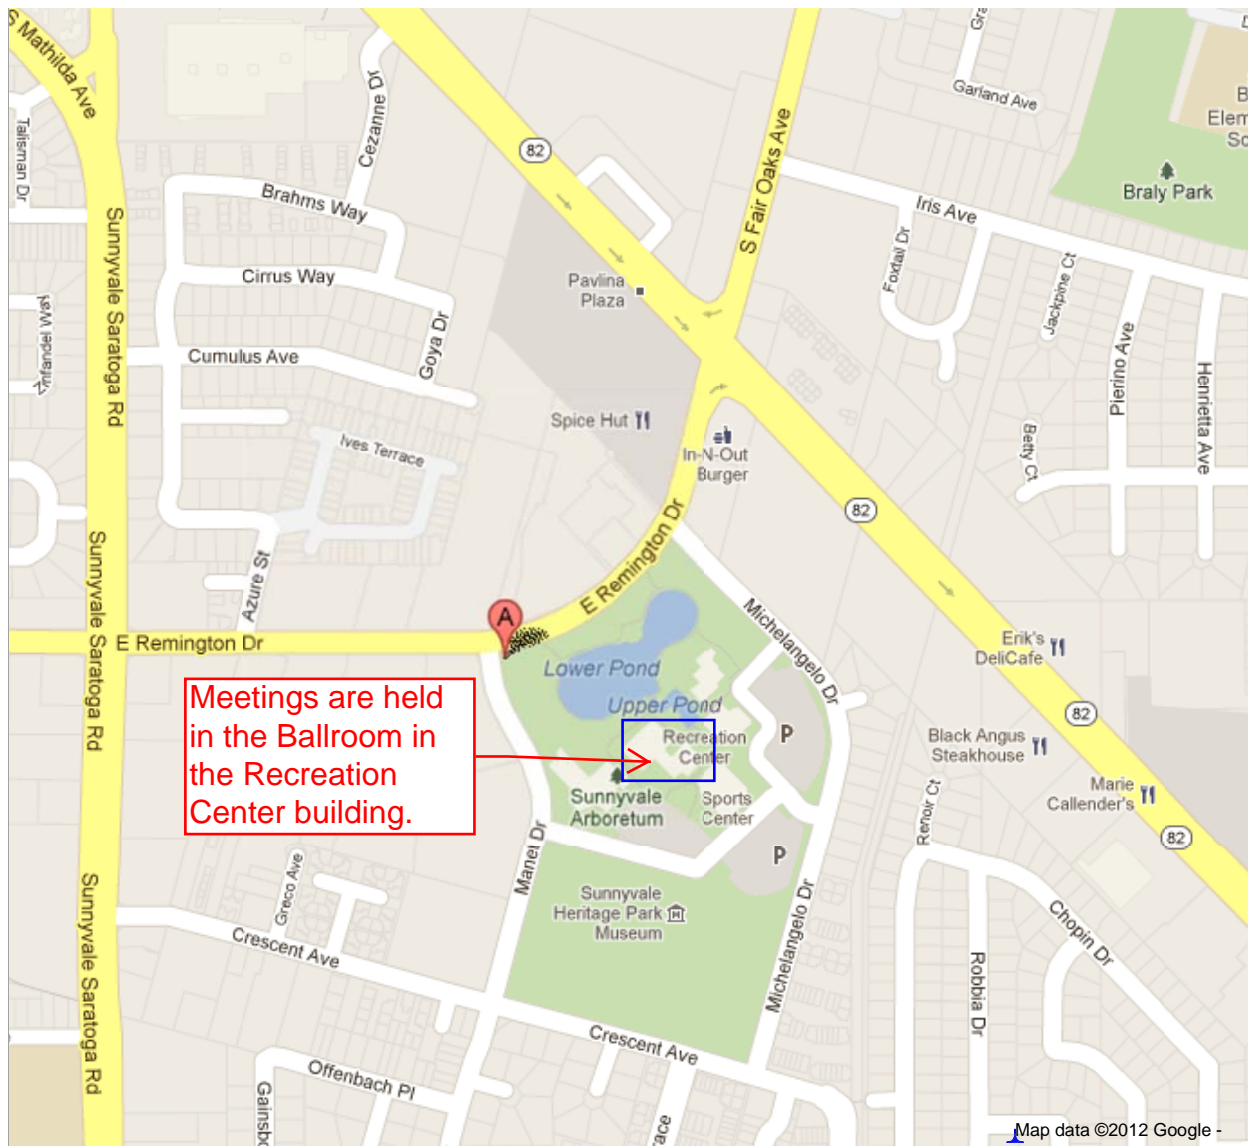 S Mathilda Ave
Talisman Dr
Cezanne Dr
82
Garland Ave
Braly Park
Brahms Way
Sunnyvale Saratoga Rd
Cirrus Way
S Fair Oaks Ave
Iris Ave
Foxtail Dr
Jackpine Ct
Pavlina
Plaza
Zinfandel Way
Cumulus Ave
Goya Dr
Pierino Ave
Henrietta Ave
Spice Hut
In-N-Out
Burger
Ives Terrace
Betty Ct
82
Sunnyvale Saratoga Rd
Azure St
E Remington Dr
E Remington Dr
A
Michelangelo Dr
Erik's
DeliCafe
Lower Pond
Upper Pond
Meetings are held
in the Ballroom in
the Recreation
Center building.
Recreation
Center
P
82
Black Angus
Steakhouse
Marie
Callender's
Sunnyvale
Arboretum
Sports
Center
Renoir Ct
82
P
Manet Dr
Greco Ave
Sunnyvale
Heritage Park
Museum
Michelangelo Dr
Sunnyvale Saratoga Rd
Crescent Ave
Chopin Dr
Robbia Dr
Crescent Ave
Offenbach Pl
Map data ©2012 Google -